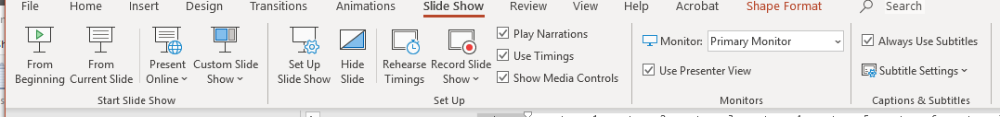 File Home Insert Design Transitions Animations Slide Show Review View Help Acrobat Shape Format Search
From Beginning
From Current Slide
Present Online
Custom Slide Show
Set Up Slide Show
Hide Slide
Rehearse Timings
Record Slide Show
Play Narrations
Use Timings
Show Media Controls
Monitor: Primary Monitor
Use Presenter View
Always Use Subtitles
Subtitle Settings
Start Slide Show Set Up Monitors Captions & Subtitles